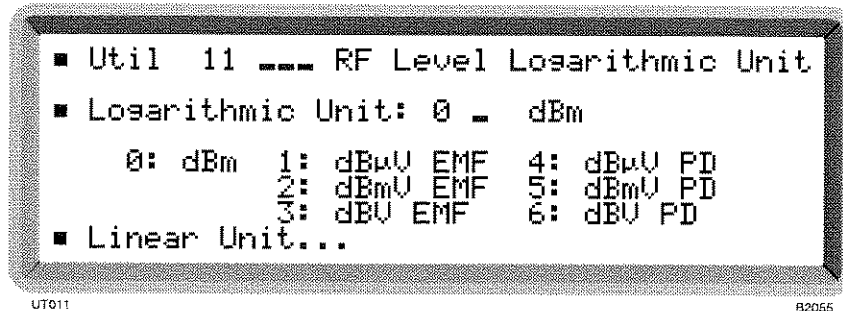 ▪ Util 11 ___ RF Level Logarithmic Unit
▪ Logarithmic Unit: 0 _ dBm
0: dBm 1: dBµV EMF 4: dBµV PD
2: dBmV EMF 5: dBmV PD
3: dBV EMF 6: dBV PD
▪ Linear Unit...
UT011 B2055